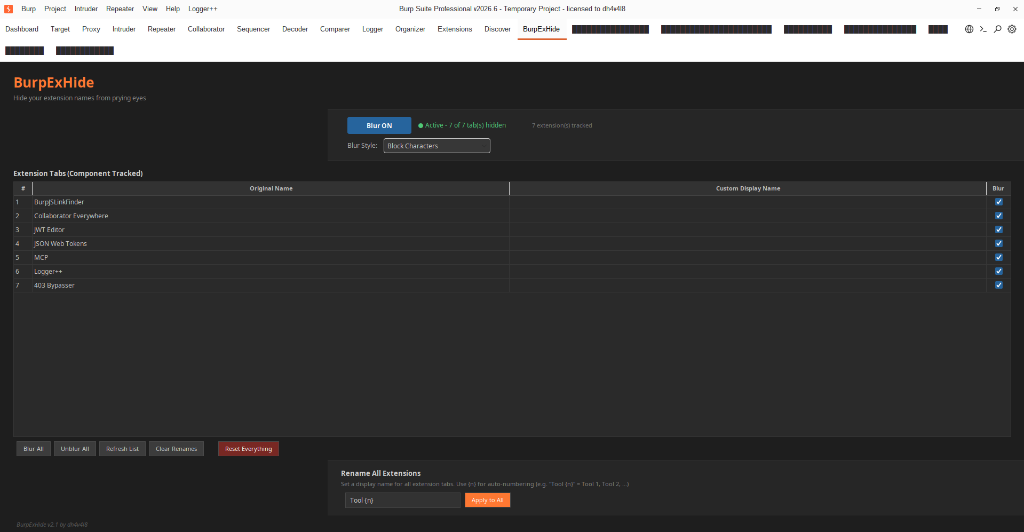 Burp Project Intruder Repeater View Help Logger++ Burp Suite Professional v2026.6 - Temporary Project - licensed to dh4r4l8
Dashboard Target Proxy Intruder Repeater Collaborator Sequencer Decoder Comparer Logger Organizer Extensions Discover BurpExHide
BurpExHide
Hide your extension names from prying eyes
Blur ON Active - 7 of 7 tab(s) hidden 7 extension(s) tracked
Blur Style: Block Characters
Extension Tabs (Component Tracked)
# Original Name Custom Display Name Blur
1 BurpJSLinkFinder
2 Collaborator Everywhere
3 JWT Editor
4 JSON Web Tokens
5 MCP
6 Logger++
7 403 Bypasser
Blur All Unblur All Refresh List Clear Renames Reset Everything
Rename All Extensions
Set a display name for all extension tabs. Use {n} for auto-numbering (e.g. "Tool {n}" = Tool 1, Tool 2, ...)
Tool {n} Apply to All
BurpExHide v2.1 by